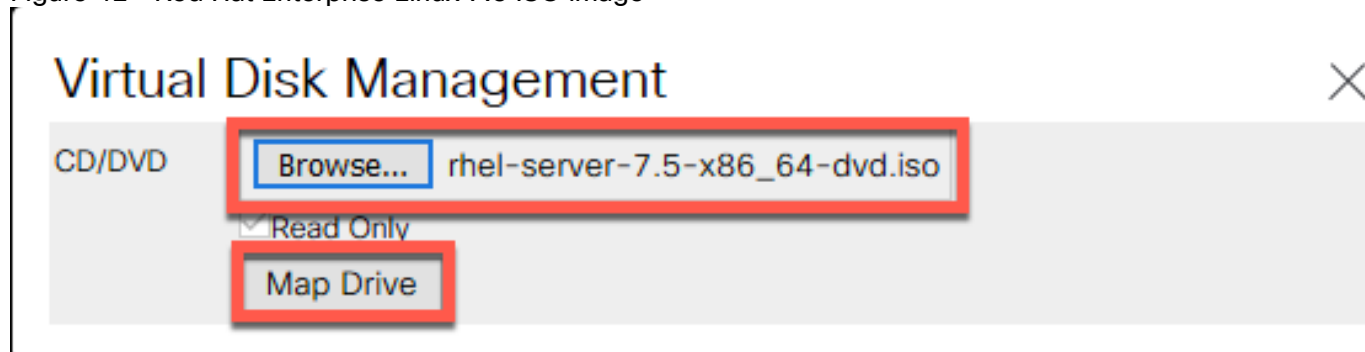 Virtual Disk Management
CD/DVD
Browse... rhel-server-7.5-x86_64-dvd.iso
Read Only
Map Drive